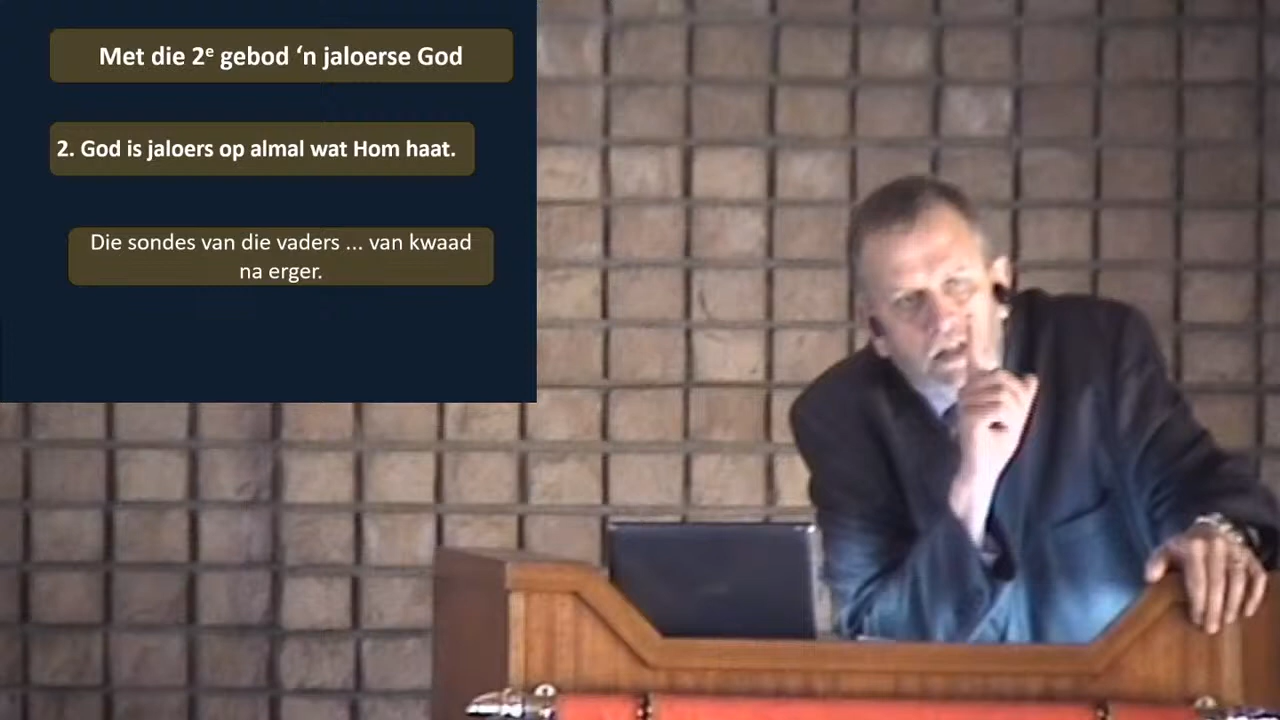 Met die 2ᵉ gebod ‘n jaloerse God
2. God is jaloers op almal wat Hom haat.
Die sondes van die vaders ... van kwaad
na erger.